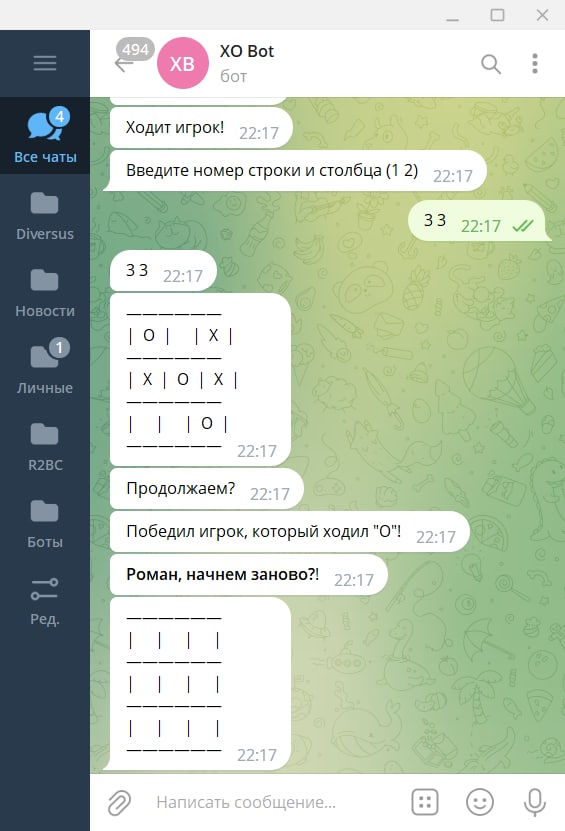 494
XB
XO Bot
бот
4
Все чаты
Diversus
Новости
1
Личные
R2BC
Боты
Ред.
Ходит игрок! 22:17
Введите номер строки и столбца (1 2) 22:17
3 3 22:17
3 3 22:17
——————
| O | | X |
——————
| X | O | X |
——————
| | | O |
——————
22:17
Продолжаем? 22:17
Победил игрок, который ходил "O"! 22:17
Роман, начнем заново?! 22:17
——————
| | | |
——————
| | | |
——————
| | | |
——————
22:17
Написать сообщение...